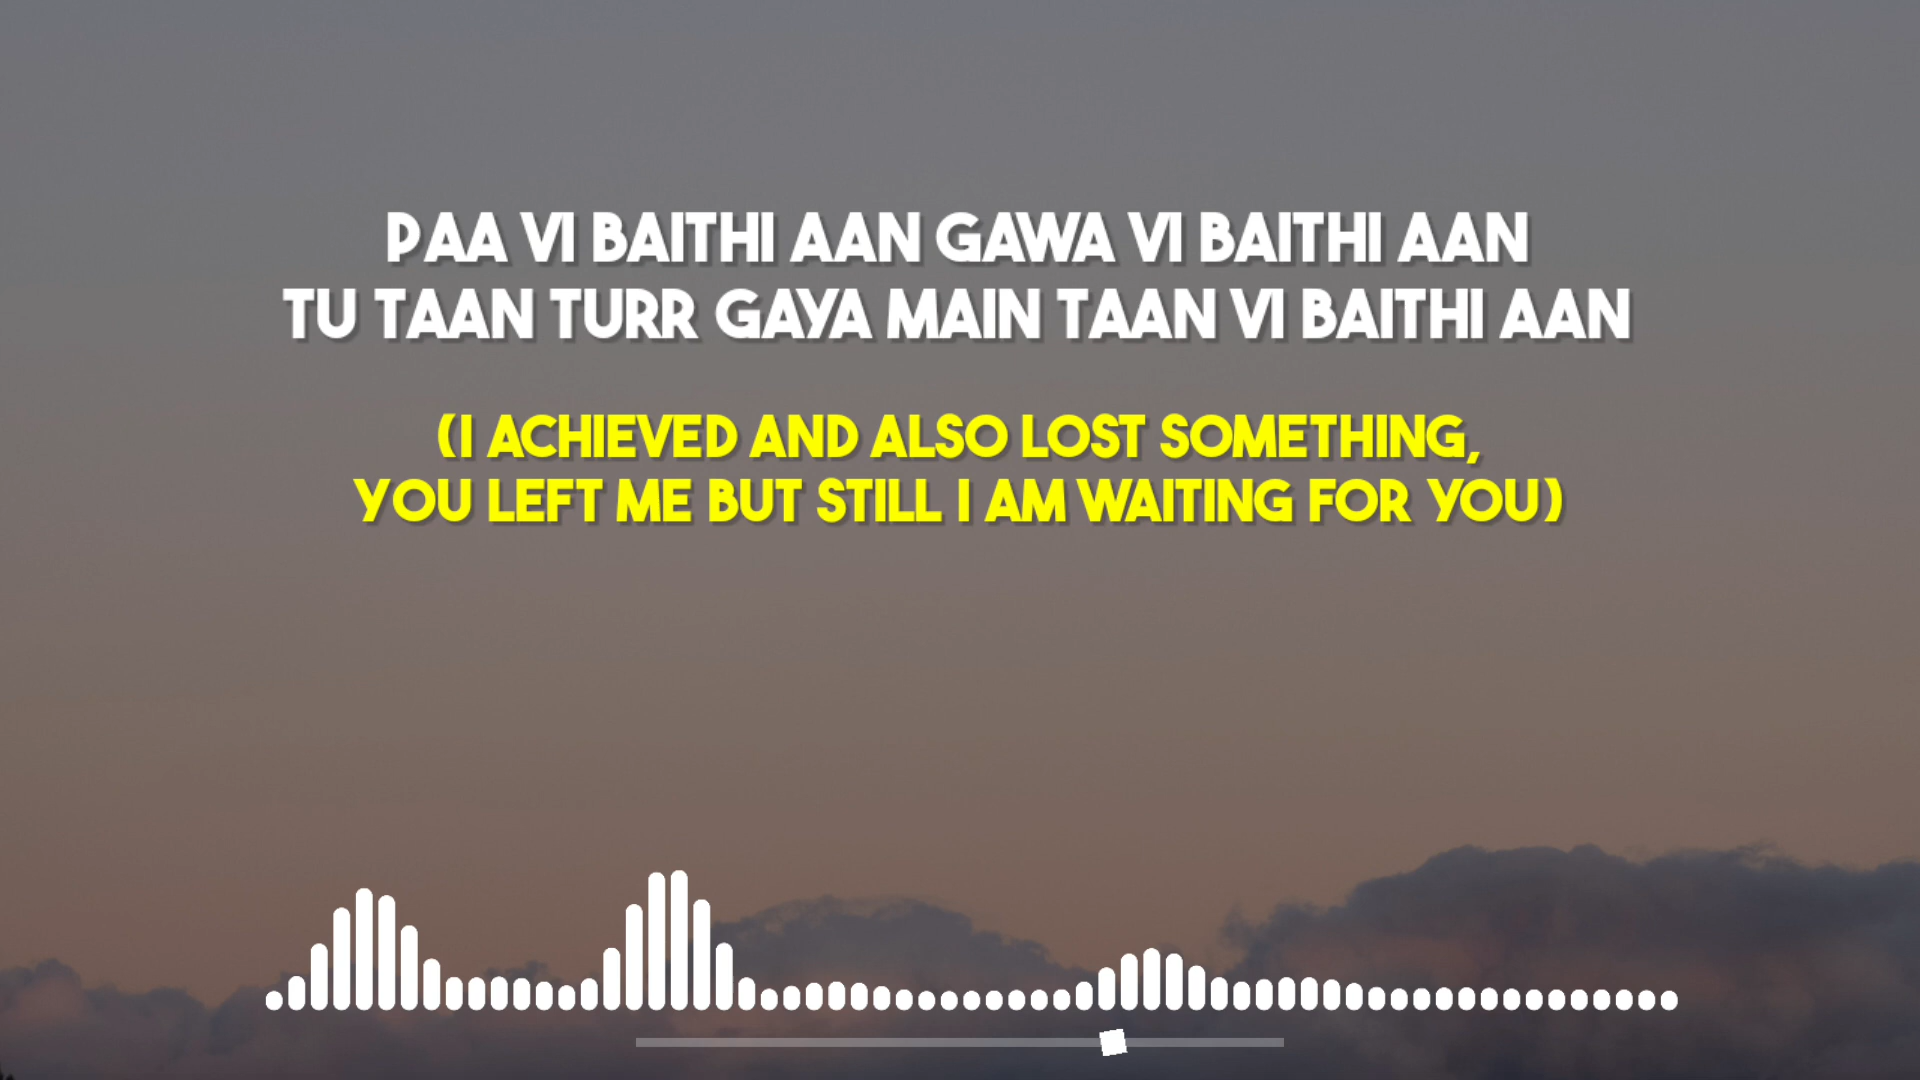 PAA VI BAITHI AAN GAWA VI BAITHI AAN
TU TAAN TURR GAYA MAIN TAAN VI BAITHI AAN
(I ACHIEVED AND ALSO LOST SOMETHING,
YOU LEFT ME BUT STILL I AM WAITING FOR YOU)